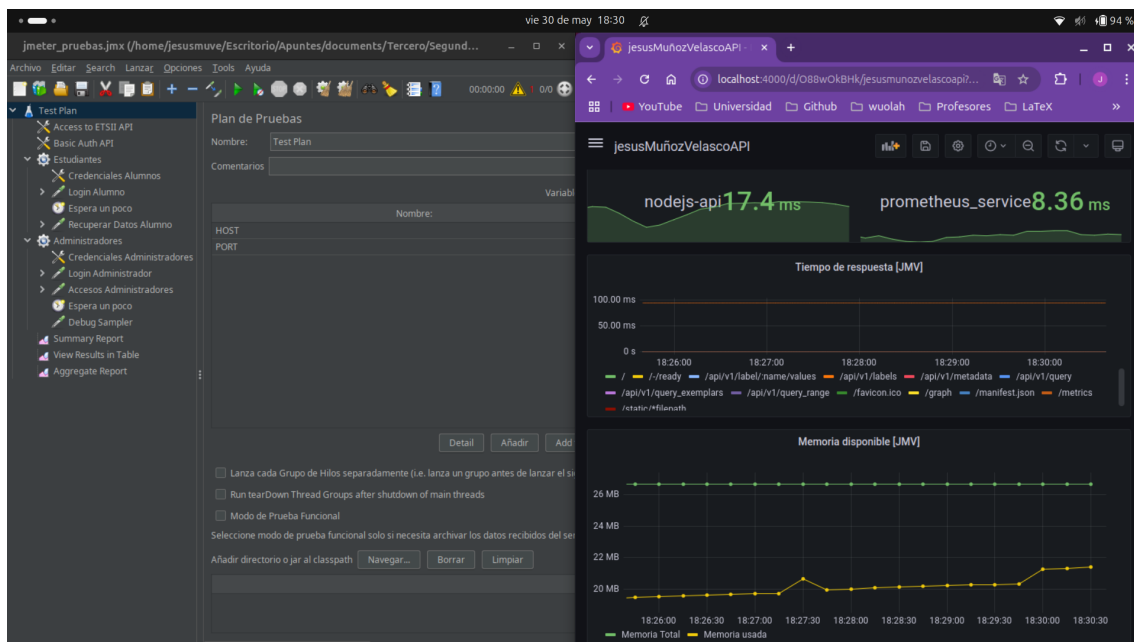 vie 30 de may 18:30
94 %
jmeter_pruebas.jmx (/home/jesusmuve/Escritorio/Apuntes/documents/Tercero/Segund...
Archivo Editar Search Lanzar Opciones Tools Ayuda
00:00:00 0/0
Test Plan
Access to ETSII API
Basic Auth API
Estudiantes
Credenciales Alumnos
Login Alumno
Espera un poco
Recuperar Datos Alumno
Administradores
Credenciales Administradores
Login Administrador
Accesos Administradores
Espera un poco
Debug Sampler
Summary Report
View Results in Table
Aggregate Report
Plan de Pruebas
Nombre: Test Plan
Comentarios
Variabl
Nombre:
HOST
PORT
Detail Añadir Add
Lanza cada Grupo de Hilos separadamente (i.e. lanza un grupo antes de lanzar el si
Run tearDown Thread Groups after shutdown of main threads
Modo de Prueba Funcional
Seleccione modo de prueba funcional solo si necesita archivar los datos recibidos del ser
Añadir directorio o jar al classpath Navegar... Borrar Limpiar
jesusMuñozVelascoAPI -
localhost:4000/d/O88wOkBHk/jesusmunozvelascoapi?...
J
YouTube Universidad Github wuolah Profesores LaTeX »
jesusMuñozVelascoAPI
nodejs-api 17.4 ms
prometheus_service 8.36 ms
Tiempo de respuesta [JMV]
100.00 ms
50.00 ms
0 s
18:26:00 18:27:00 18:28:00 18:29:00 18:30:00
/ /-/ready /api/v1/label/:name/values /api/v1/labels /api/v1/metadata /api/v1/query
/api/v1/query_exemplars /api/v1/query_range /favicon.ico /graph /manifest.json /metrics
/static/*filepath
Memoria disponible [JMV]
26 MB
24 MB
22 MB
20 MB
18:26:00 18:26:30 18:27:00 18:27:30 18:28:00 18:28:30 18:29:00 18:29:30 18:30:00 18:30:30
Memoria Total Memoria usada